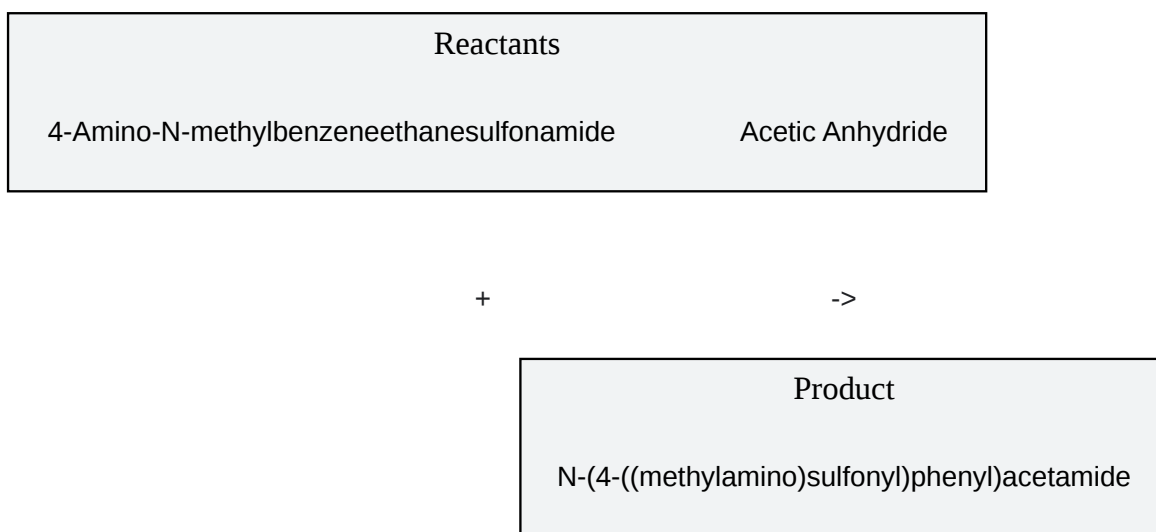 Reactants
4-Amino-N-methylbenzeneethanesulfonamide
Acetic Anhydride
+
->
Product
N-(4-((methylamino)sulfonyl)phenyl)acetamide